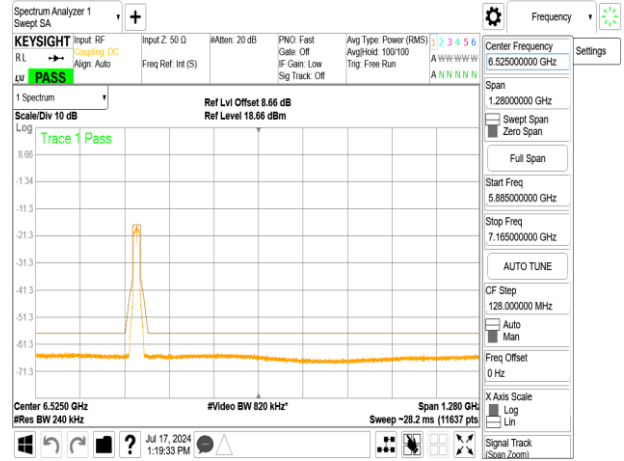 Spectrum Analyzer 1
Swept SA
Frequency
KEYSIGHT
RL
LW PASS
Input: RF
Coupling: DC
Align: Auto
Input Z: 50 Ω
Freq Ref: Int (S)
#Atten: 20 dB
PNO: Fast
Gate: Off
IF Gain: Low
Sig Track: Off
Avg Type: Power (RMS)
Avg|Hold: 100/100
Trig: Free Run
1 2 3 4 5 6
A W W W W W
A N N N N N
1 Spectrum
Scale/Div 10 dB
Ref Lvl Offset 8.66 dB
Ref Level 18.66 dBm
Log
Trace 1 Pass
8.66
-1.34
-11.3
-21.3
-31.3
-41.3
-51.3
-61.3
-71.3
Center 6.5250 GHz
#Res BW 240 kHz
#Video BW 820 kHz*
Span 1.280 GHz
Sweep ~28.2 ms (11637 pts
Jul 17, 2024
1:19:33 PM
Center Frequency
6.525000000 GHz
Settings
Span
1.28000000 GHz
Swept Span
Zero Span
Full Span
Start Freq
5.885000000 GHz
Stop Freq
7.165000000 GHz
AUTO TUNE
CF Step
128.000000 MHz
Auto
Man
Freq Offset
0 Hz
X Axis Scale
Log
Lin
Signal Track
(Span Zoom)